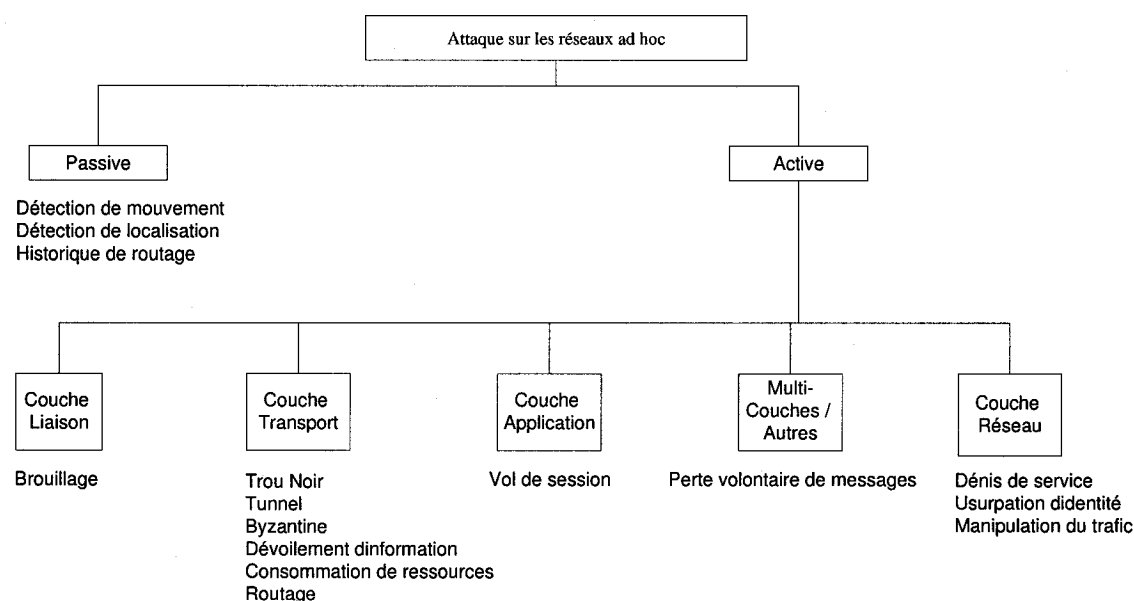 Attaque sur les réseaux ad hoc
Passive
Active
Détection de mouvement
Détection de localisation
Historique de routage
Couche
Liaison
Brouillage
Couche
Transport
Trou Noir
Tunnel
Byzantine
Dévoilement dinformation
Consommation de ressources
Routage
Couche
Application
Vol de session
Multi-
Couches /
Autres
Perte volontaire de messages
Couche
Réseau
Dénis de service
Usurpation didentité
Manipulation du trafic